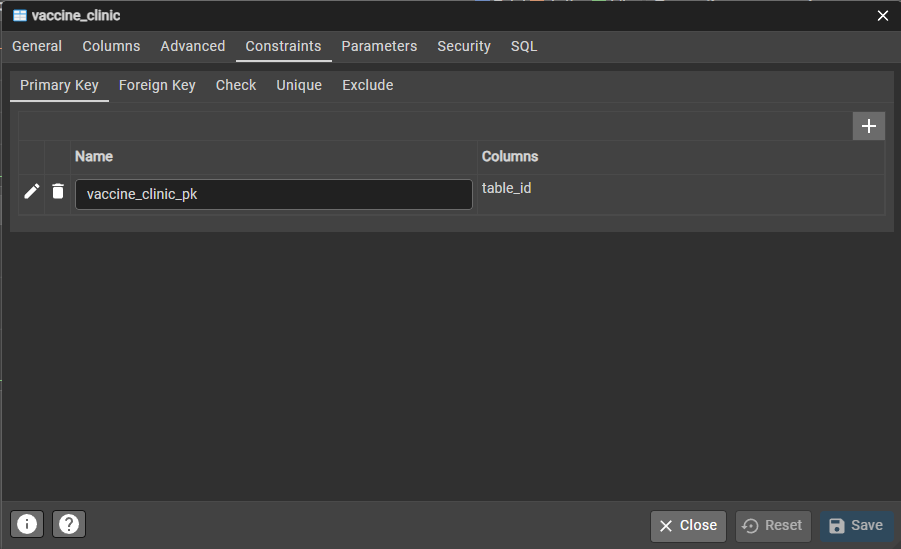 vaccine_clinic
General Columns Advanced Constraints Parameters Security SQL
Primary Key Foreign Key Check Unique Exclude
Name Columns
vaccine_clinic_pk table_id
Close Reset Save